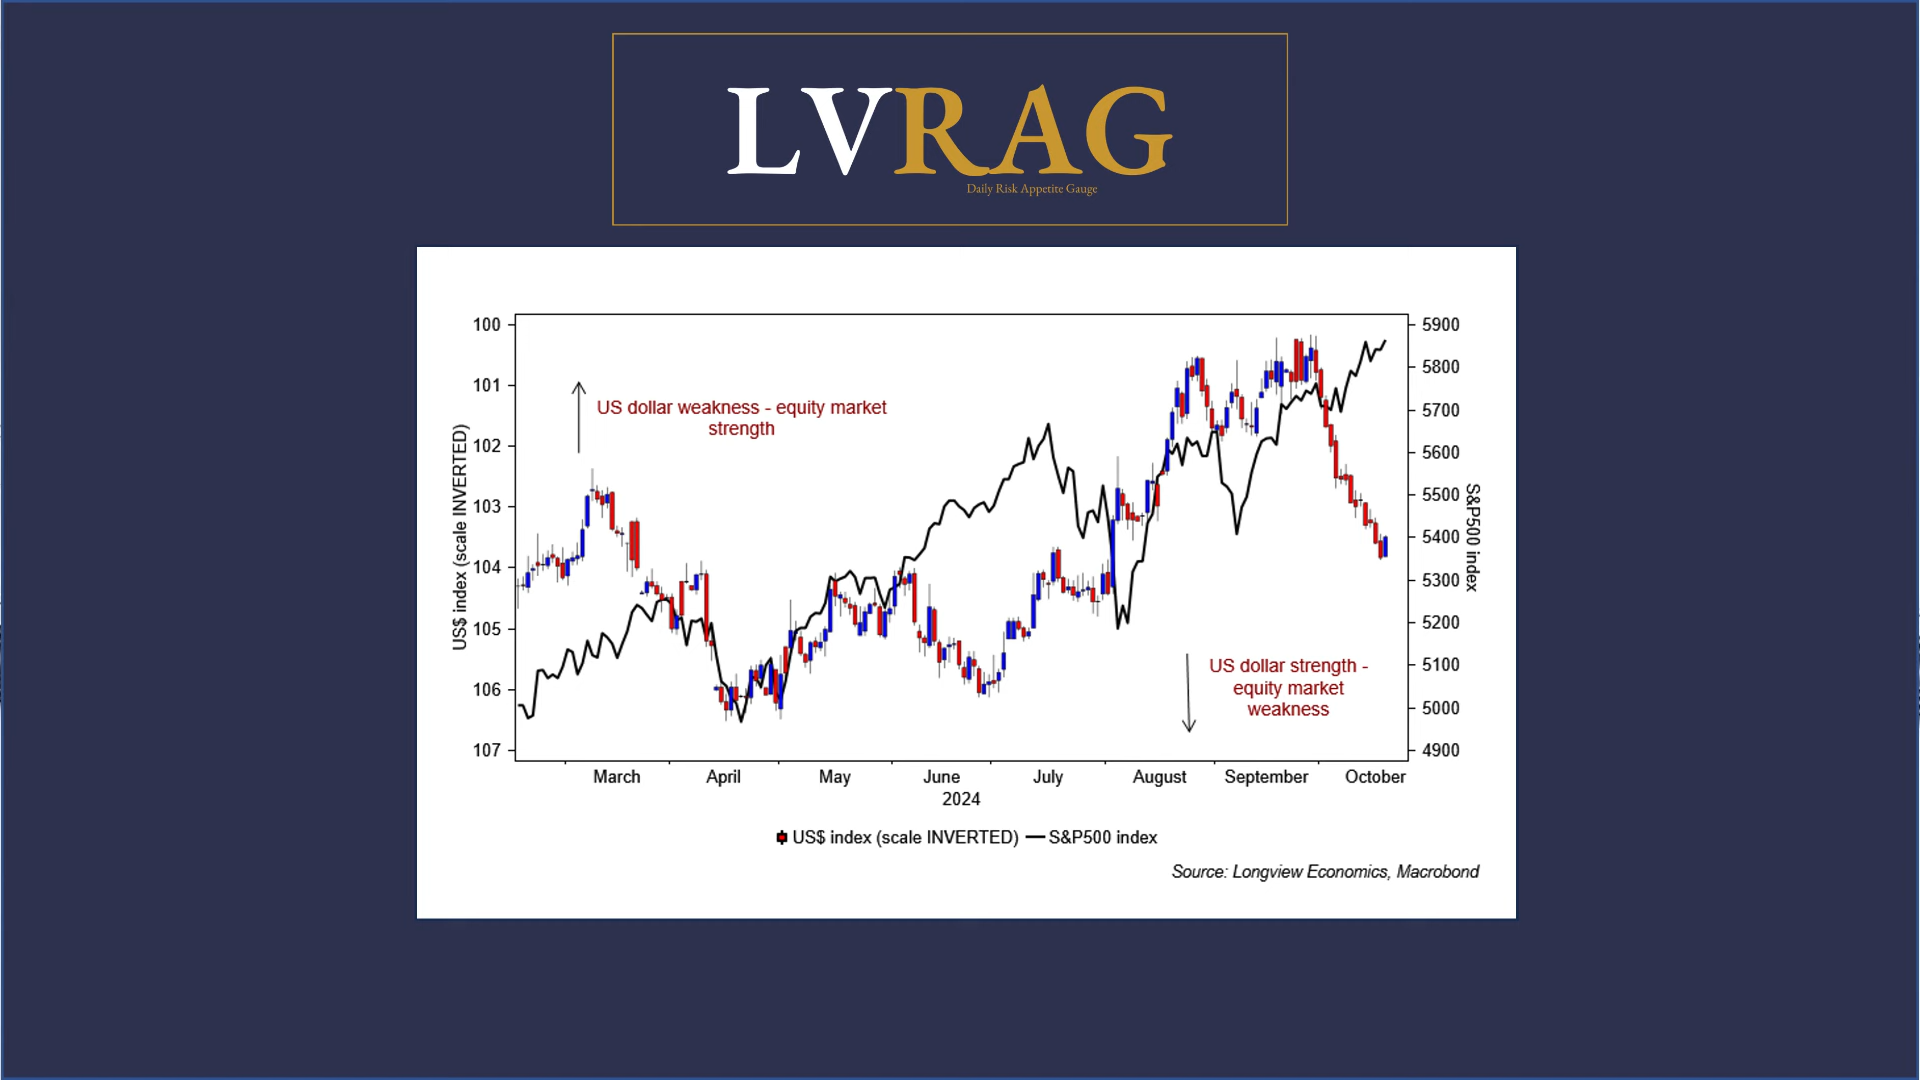 LVRAG
Daily Risk Appetite Gauge
US$ index (scale INVERTED)
100
101
102
103
104
105
106
107
US dollar weakness - equity market
strength
US dollar strength -
equity market
weakness
5900
5800
5700
5600
5500
5400
5300
5200
5100
5000
4900
S&P500 index
March April May June July August September October
2024
US$ index (scale INVERTED) S&P500 index
Source: Longview Economics, Macrobond